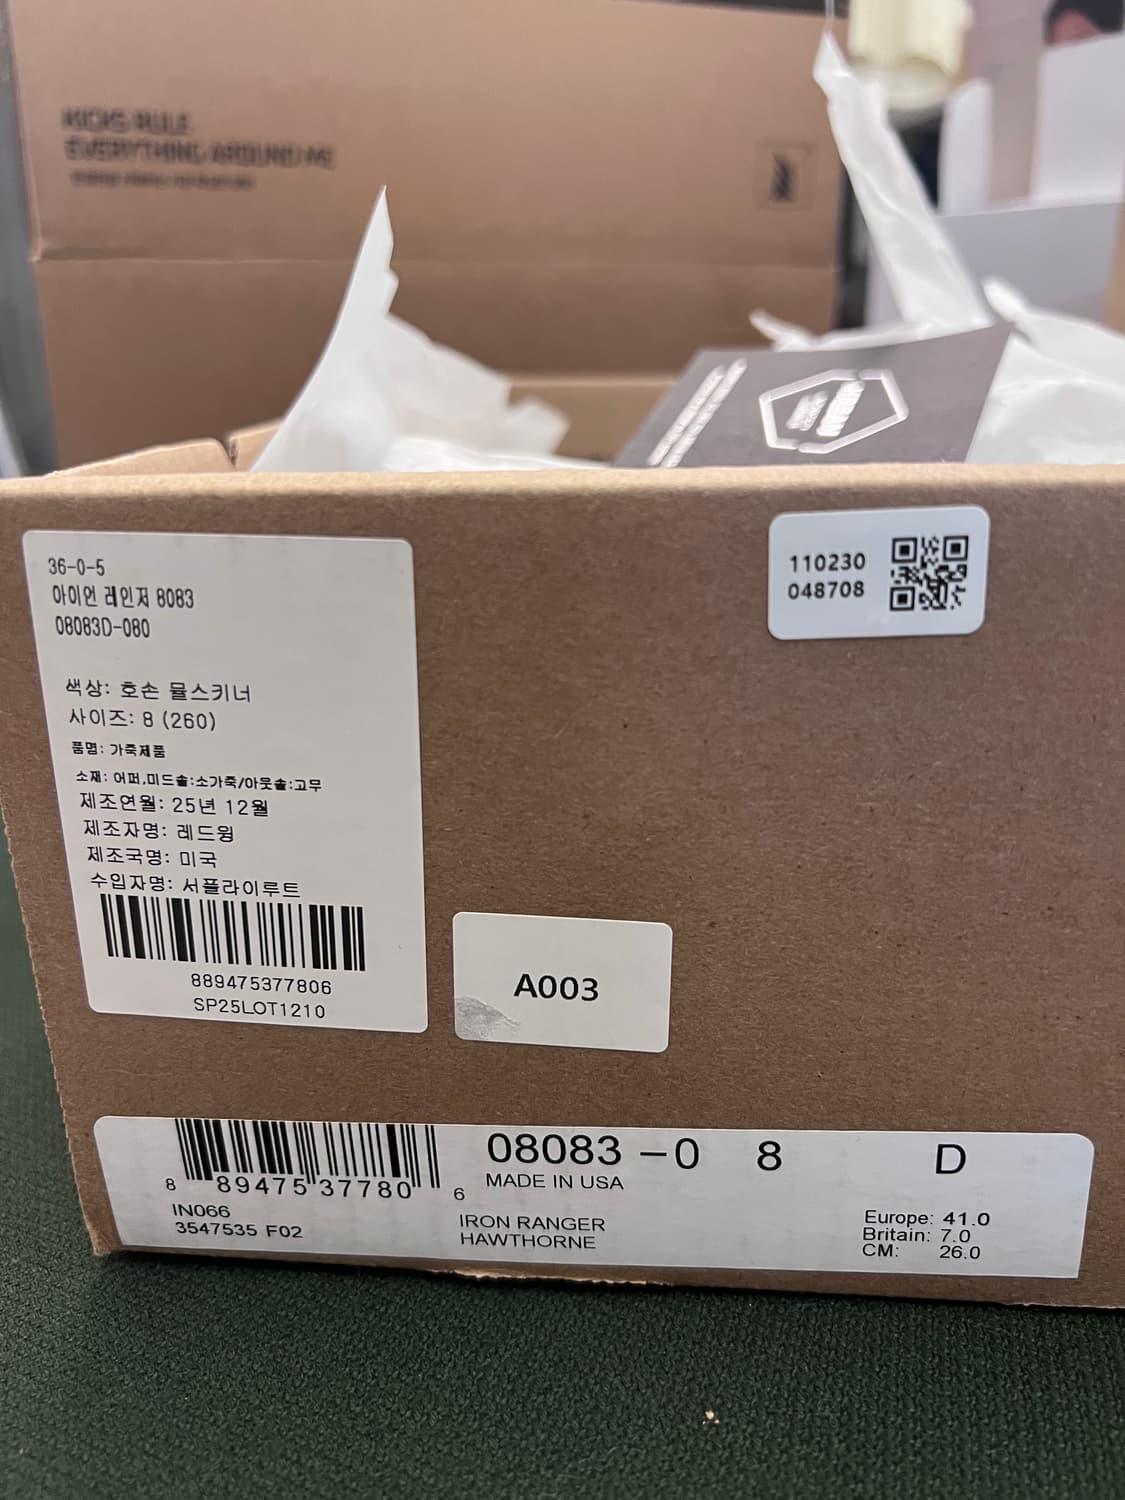 KICKS RULE
EVERYTHING AROUND ME
36-0-5
아이언 레인저 8083
08083D-080
색상: 호손 뮬스키너
사이즈: 8 (260)
품명: 가죽제품
소재: 어퍼,미드솔:소가죽/아웃솔:고무
제조연월: 25년 12월
제조자명: 레드윙
제조국명: 미국
수입자명: 서플라이루트
889475377806
SP25LOT1210
110230
048708
A003
8 89475 37780 6
IN066
3547535 F02
08083 -0 8 D
MADE IN USA
IRON RANGER
HAWTHORNE
Europe: 41.0
Britain: 7.0
CM: 26.0